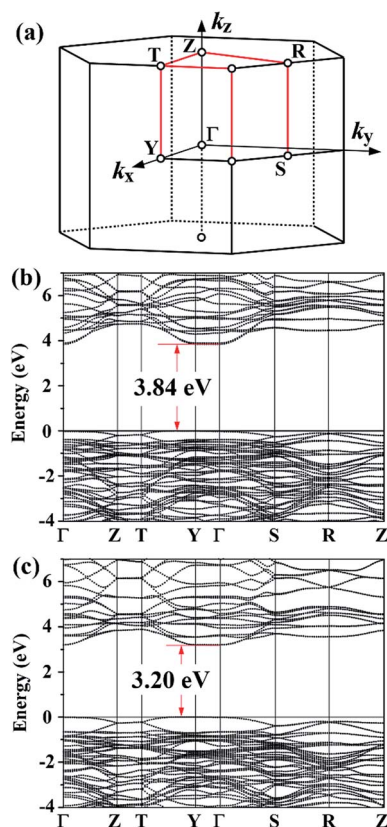 (a)
k_z
Z
T
R
Γ
k_y
Y
k_x
S
(b)
6
4
2
0
-2
-4
Energy (eV)
3.84 eV
Γ Z T Y Γ S R Z
(c)
6
4
2
0
-2
-4
Energy (eV)
3.20 eV
Γ Z T Y Γ S R Z